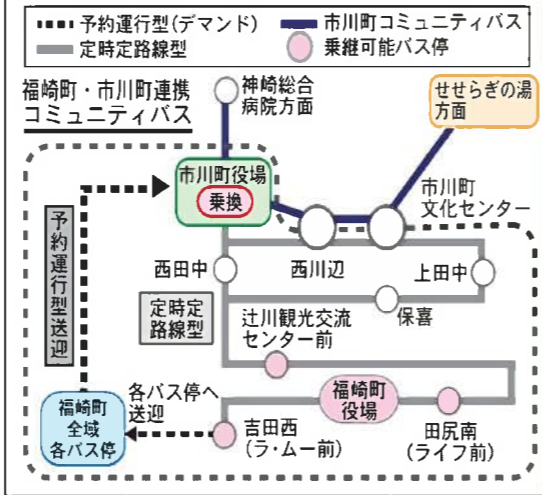 予約運行型(デマンド)
市川町コミュニティバス
定時定路線型
乗継可能バス停
福崎町・市川町連携
コミュニティバス
神崎総合
病院方面
せせらぎの湯
方面
市川町役場
乗換
市川町
文化センター
予約運行型送迎
西田中
西川辺
上田中
定時定
路線型
保喜
辻川観光交流
センター前
福崎町
全域
各バス停
各バス停へ
送迎
福崎町
役場
吉田西
(ラ・ムー前)
田尻南
(ライフ前)